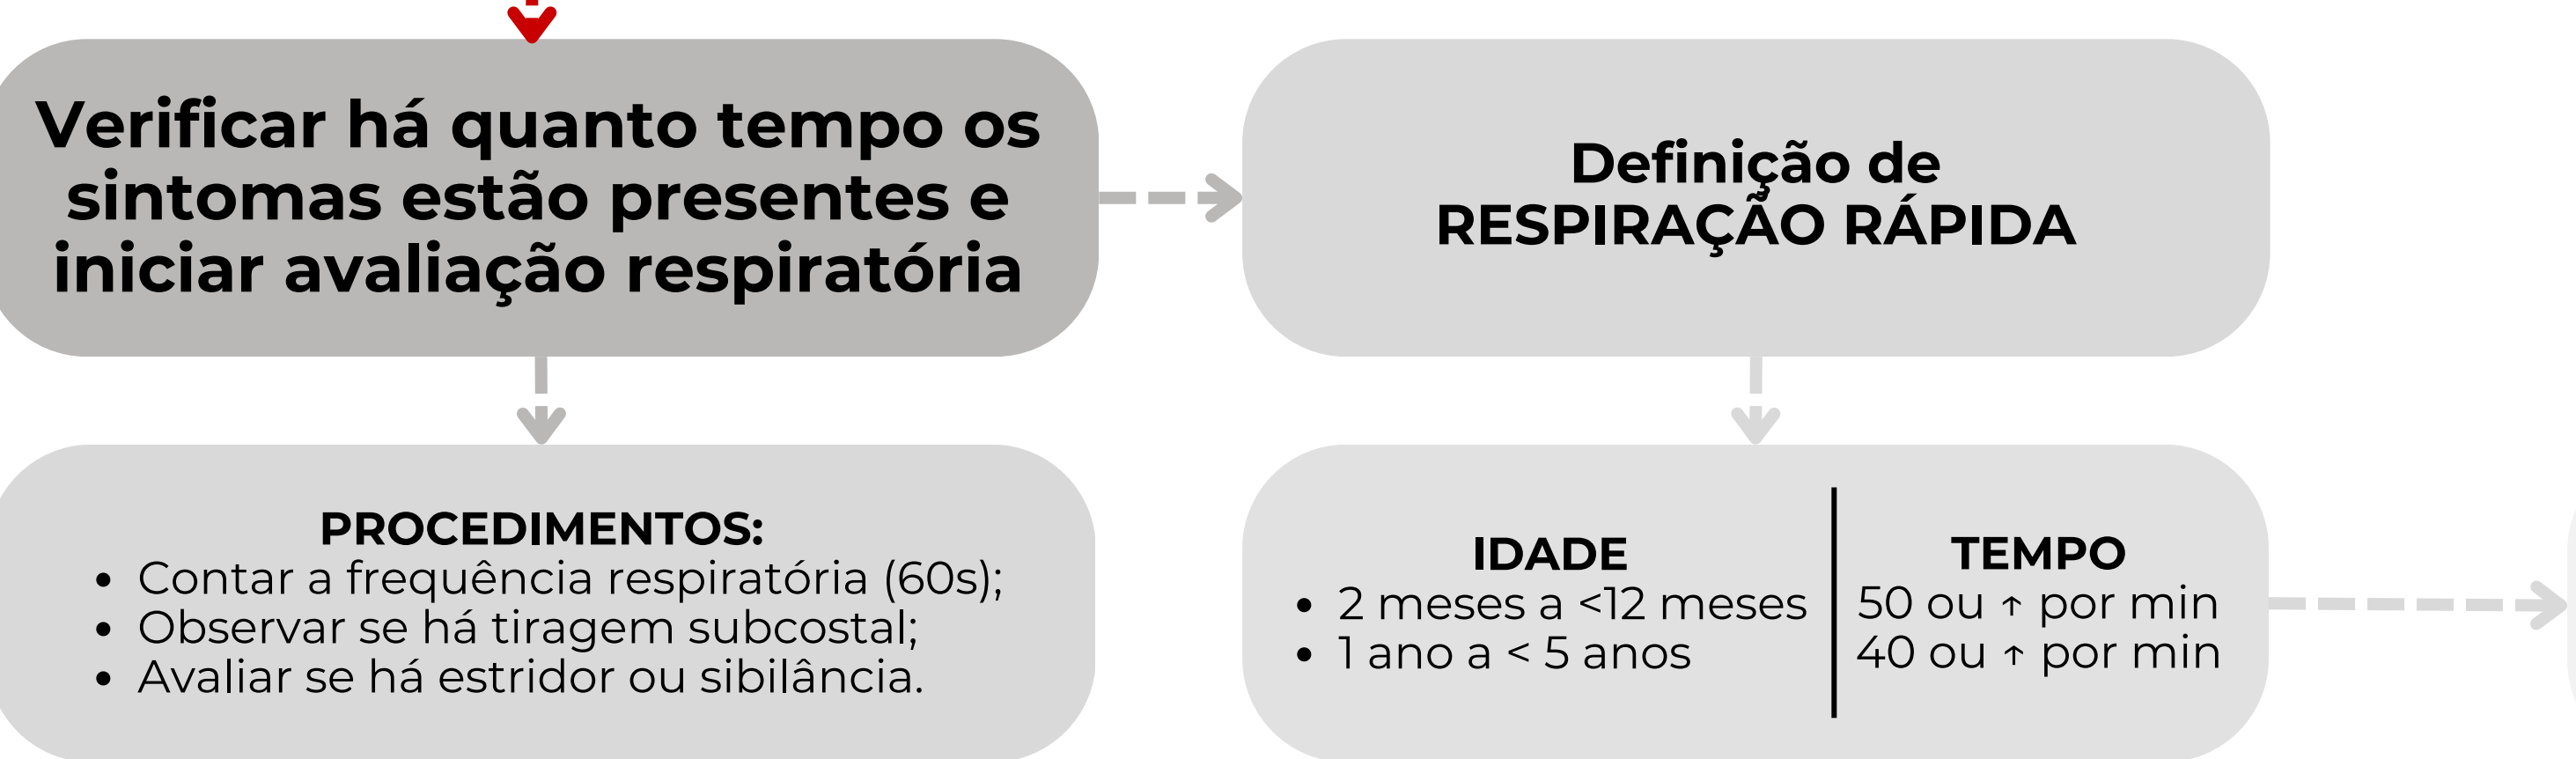 Verificar há quanto tempo os
sintomas estão presentes e
iniciar avaliação respiratória
Definição de
RESPIRAÇÃO RÁPIDA
PROCEDIMENTOS:
• Contar a frequência respiratória (60s);
• Observar se há tiragem subcostal;
• Avaliar se há estridor ou sibilância.
IDADE
• 2 meses a <12 meses
• 1 ano a < 5 anos
TEMPO
50 ou ↑ por min
40 ou ↑ por min